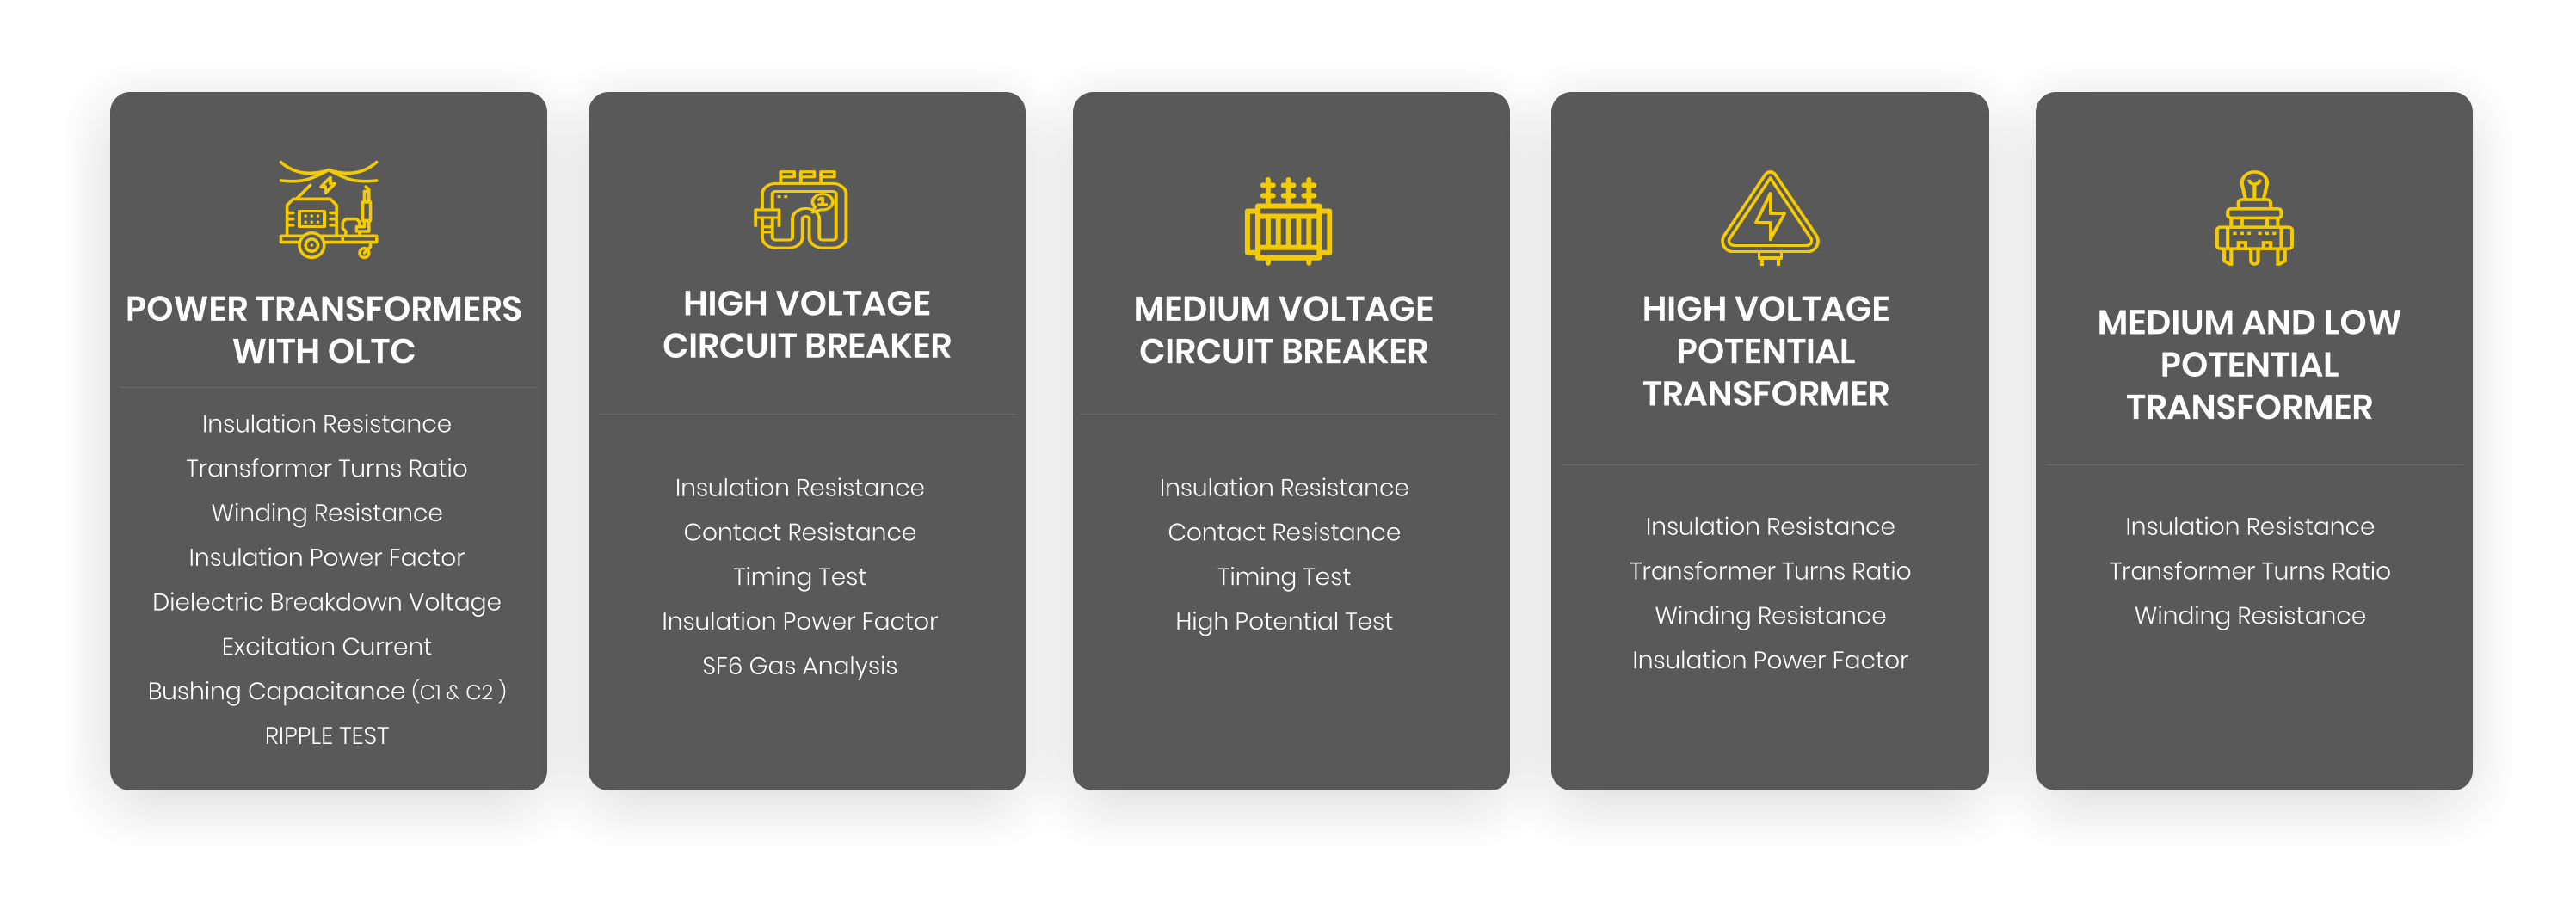 POWER TRANSFORMERS
WITH OLTC
Insulation Resistance
Transformer Turns Ratio
Winding Resistance
Insulation Power Factor
Dielectric Breakdown Voltage
Excitation Current
Bushing Capacitance (C1 & C2 )
RIPPLE TEST
1
HIGH VOLTAGE
CIRCUIT BREAKER
Insulation Resistance
Contact Resistance
Timing Test
Insulation Power Factor
SF6 Gas Analysis
MEDIUM VOLTAGE
CIRCUIT BREAKER
Insulation Resistance
Contact Resistance
Timing Test
High Potential Test
HIGH VOLTAGE
POTENTIAL
TRANSFORMER
Insulation Resistance
Transformer Turns Ratio
Winding Resistance
Insulation Power Factor
MEDIUM AND LOW
POTENTIAL
TRANSFORMER
Insulation Resistance
Transformer Turns Ratio
Winding Resistance